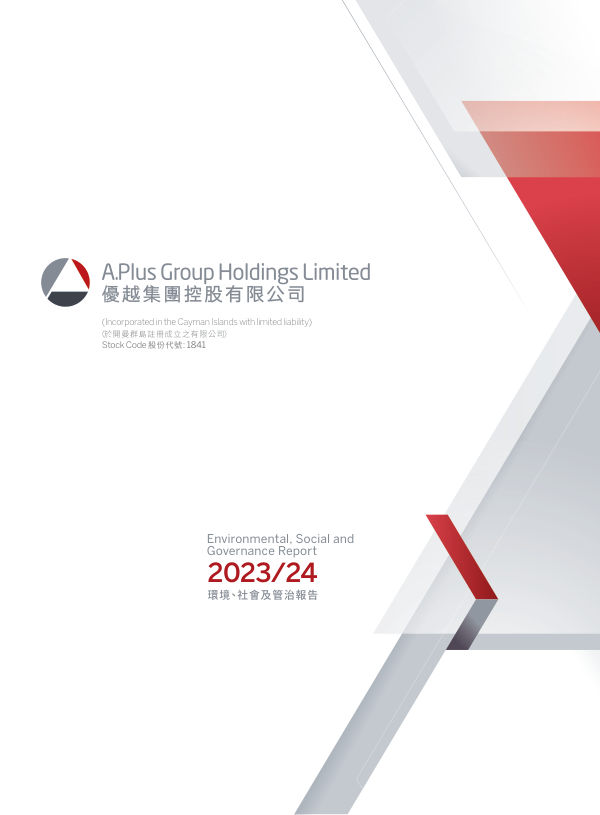 A.Plus Group Holdings Limited
優越集團控股有限公司
(Incorporated in the Cayman Islands with limited liability)
(於開曼群島註冊成立之有限公司)
Stock Code 股份代號: 1841
Environmental, Social and
Governance Report
2023/24
環境、社會及管治報告